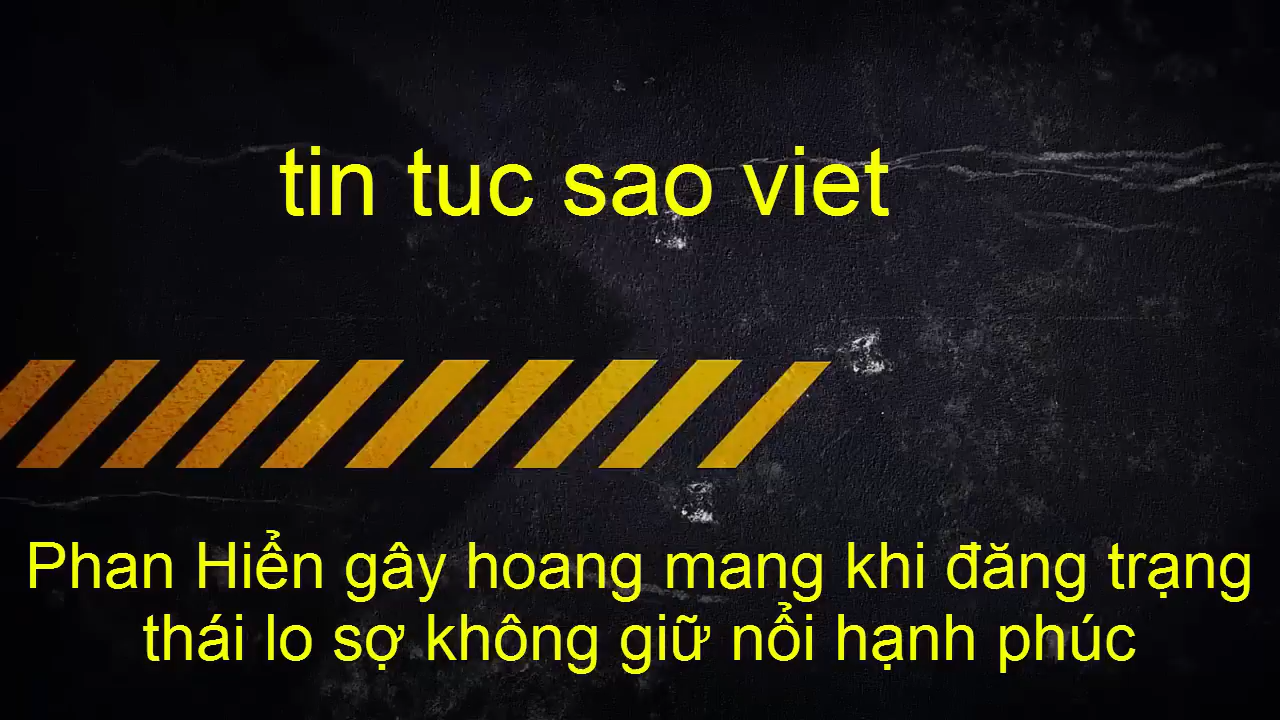 tin tuc sao viet
Phan Hiển gây hoang mang khi đăng trạng
thái lo sợ không giữ nổi hạnh phúc